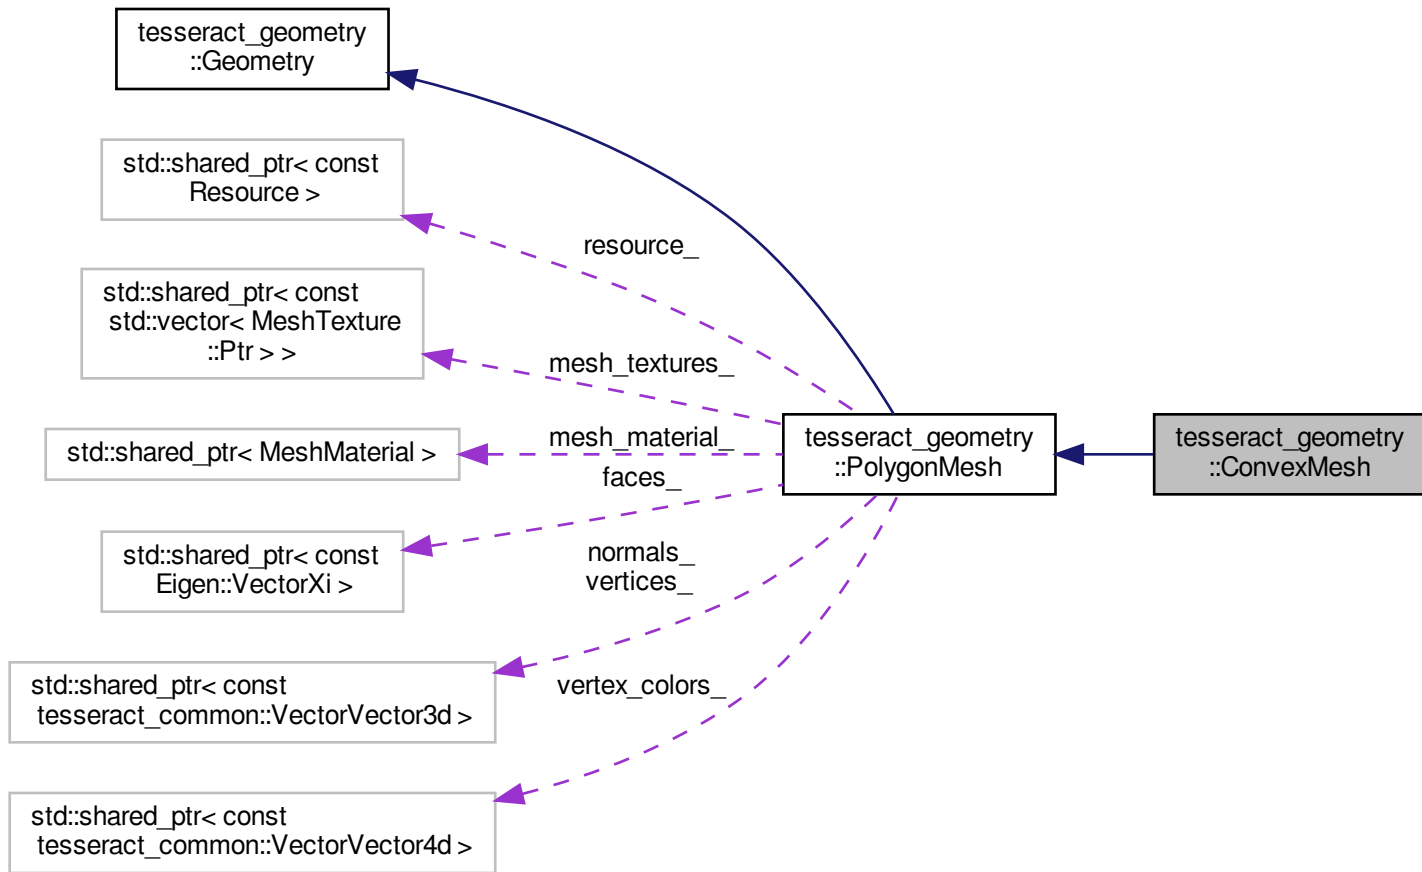 tesseract_geometry
::Geometry
std::shared_ptr< const
Resource >
resource_
std::shared_ptr< const
std::vector< MeshTexture
::Ptr > >
mesh_textures_
tesseract_geometry
::PolygonMesh
tesseract_geometry
::ConvexMesh
mesh_material_
std::shared_ptr< MeshMaterial >
faces_
std::shared_ptr< const
Eigen::VectorXi >
normals_
vertices_
std::shared_ptr< const
tesseract_common::VectorVector3d >
vertex_colors_
std::shared_ptr< const
tesseract_common::VectorVector4d >